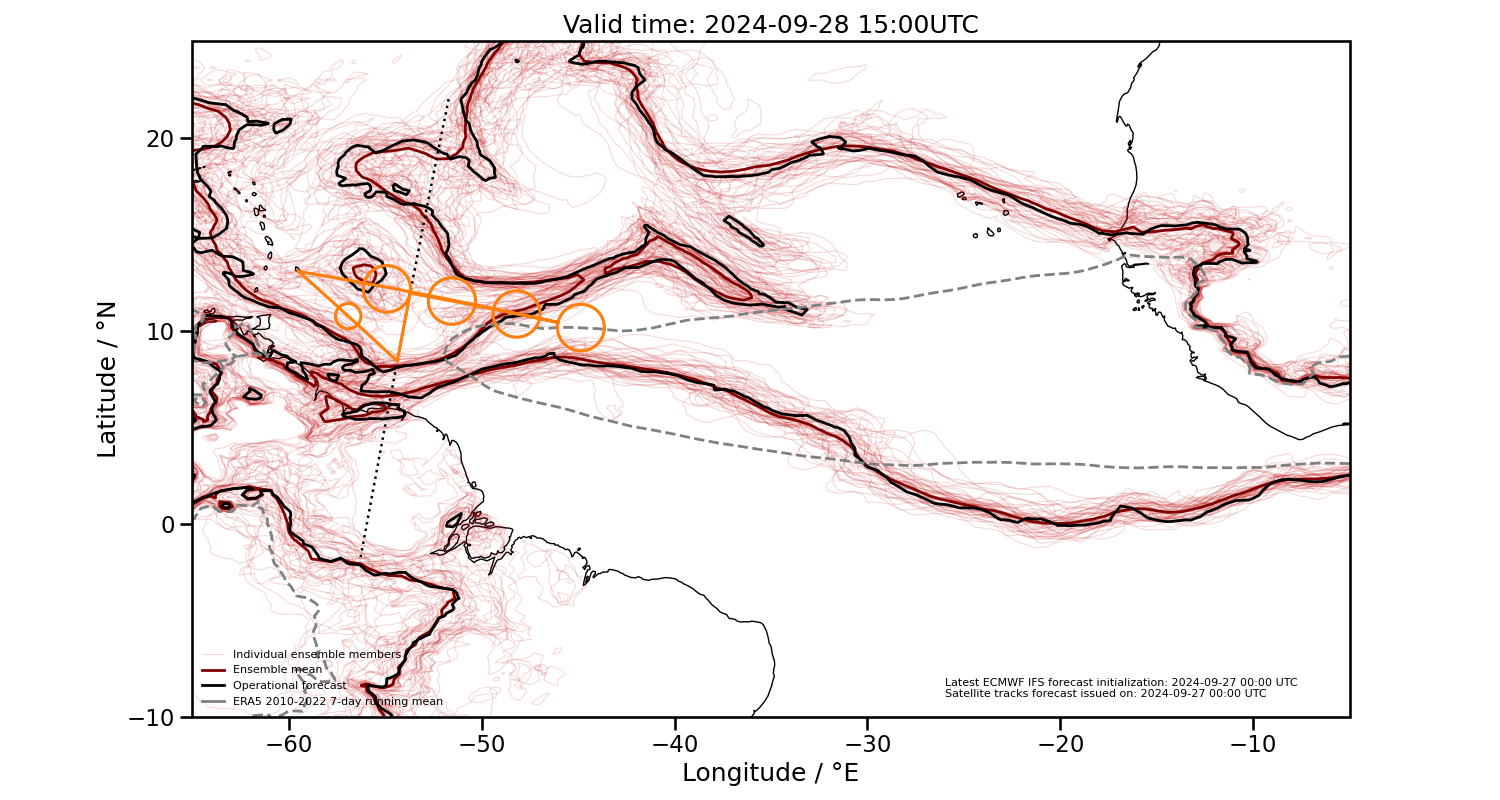 Valid time: 2024-09-28 15:00UTC
Latitude / °N
20
10
0
−10
Individual ensemble members
Ensemble mean
Operational forecast
ERA5 2010-2022 7-day running mean
Latest ECMWF IFS forecast initialization: 2024-09-27 00:00 UTC
Satellite tracks forecast issued on: 2024-09-27 00:00 UTC
−60 −50 −40 −30 −20 −10
Longitude / °E